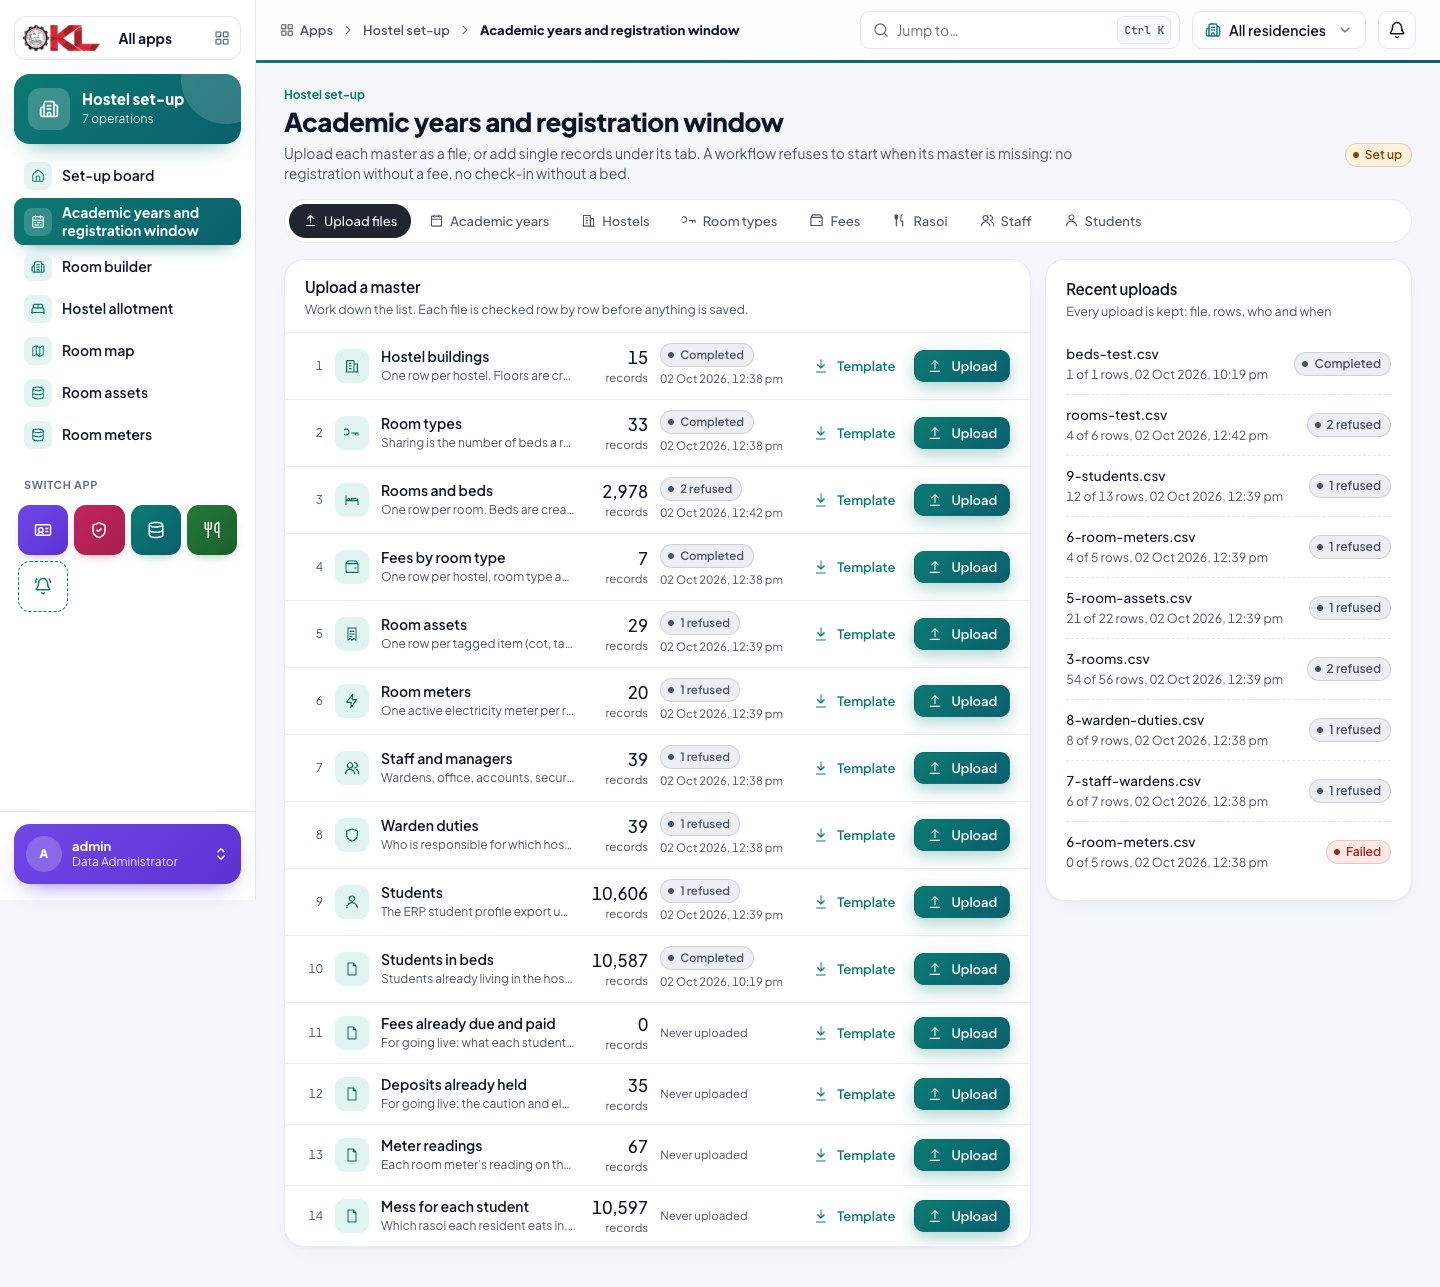 KL
All apps
Hostel set-up
7 operations
Set-up board
Academic years and
registration window
Room builder
Hostel allotment
Room map
Room assets
Room meters
SWITCH APP
A
admin
Data Administrator
Apps
Hostel set-up
Academic years and registration window
Jump to...
Ctrl K
All residencies
Hostel set-up
Academic years and registration window
Upload each master as a file, or add single records under its tab. A workflow refuses to start when its master is missing: no
registration without a fee, no check-in without a bed.
Set up
Upload files
Academic years
Hostels
Room types
Fees
Rasoi
Staff
Students
Upload a master
Work down the list. Each file is checked row by row before anything is saved.
1
Hostel buildings
One row per hostel. Floors are cr...
15
records
Completed
02 Oct 2026, 12:38 pm
Template
Upload
2
Room types
Sharing is the number of beds a r...
33
records
Completed
02 Oct 2026, 12:38 pm
Template
Upload
3
Rooms and beds
One row per room. Beds are crea...
2,978
records
2 refused
02 Oct 2026, 12:42 pm
Template
Upload
4
Fees by room type
One row per hostel, room type a...
7
records
Completed
02 Oct 2026, 12:38 pm
Template
Upload
5
Room assets
One row per tagged item (cot, ta...
29
records
1 refused
02 Oct 2026, 12:39 pm
Template
Upload
6
Room meters
One active electricity meter per r...
20
records
1 refused
02 Oct 2026, 12:39 pm
Template
Upload
7
Staff and managers
Wardens, office, accounts, secur...
39
records
1 refused
02 Oct 2026, 12:38 pm
Template
Upload
8
Warden duties
Who is responsible for which hos...
39
records
1 refused
02 Oct 2026, 12:38 pm
Template
Upload
9
Students
The ERP student profile export u...
10,606
records
1 refused
02 Oct 2026, 12:39 pm
Template
Upload
10
Students in beds
Students already living in the hos...
10,587
records
Completed
02 Oct 2026, 10:19 pm
Template
Upload
11
Fees already due and paid
For going live: what each student...
0
records
Never uploaded
Template
Upload
12
Deposits already held
For going live: the caution and el...
35
records
Never uploaded
Template
Upload
13
Meter readings
Each room meter's reading on th...
67
records
Never uploaded
Template
Upload
14
Mess for each student
Which rasoi each resident eats in,...
10,597
records
Never uploaded
Template
Upload
Recent uploads
Every upload is kept: file, rows, who and when
beds-test.csv
1 of 1 rows, 02 Oct 2026, 10:19 pm
Completed
rooms-test.csv
4 of 6 rows, 02 Oct 2026, 12:42 pm
2 refused
9-students.csv
12 of 13 rows, 02 Oct 2026, 12:39 pm
1 refused
6-room-meters.csv
4 of 5 rows, 02 Oct 2026, 12:39 pm
1 refused
5-room-assets.csv
21 of 22 rows, 02 Oct 2026, 12:39 pm
1 refused
3-rooms.csv
54 of 56 rows, 02 Oct 2026, 12:39 pm
2 refused
8-warden-duties.csv
8 of 9 rows, 02 Oct 2026, 12:38 pm
1 refused
7-staff-wardens.csv
6 of 7 rows, 02 Oct 2026, 12:38 pm
1 refused
6-room-meters.csv
0 of 5 rows, 02 Oct 2026, 12:38 pm
Failed